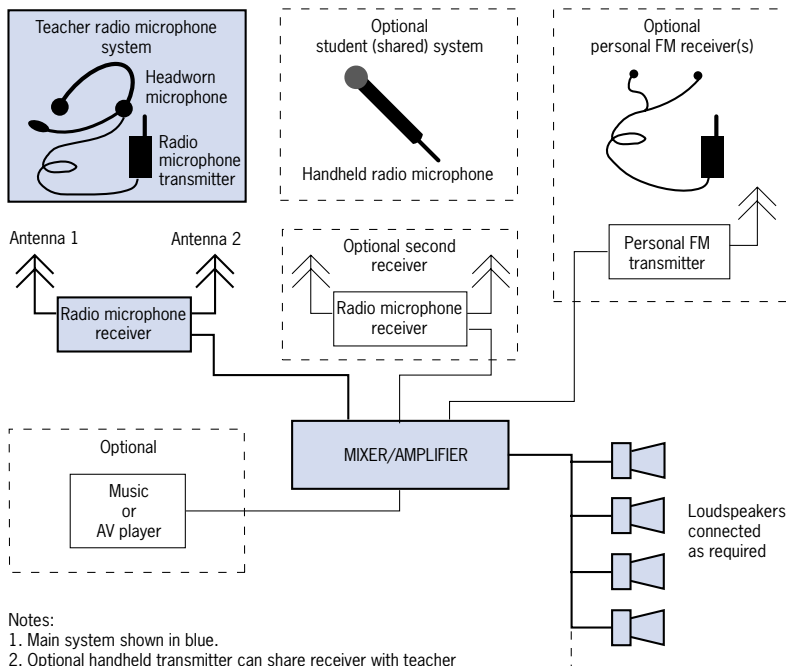 Teacher radio microphone
system
Headworn
microphone
Radio
microphone
transmitter
Optional
student (shared) system
Handheld radio microphone
Optional
personal FM receiver(s)
Personal FM
transmitter
Antenna 1
Antenna 2
Radio microphone
receiver
Optional second
receiver
Radio microphone
receiver
MIXER/AMPLIFIER
Optional
Music
or
AV player
Loudspeakers
connected
as required
Notes:
1. Main system shown in blue.
2. Optional handheld transmitter can share receiver with teacher